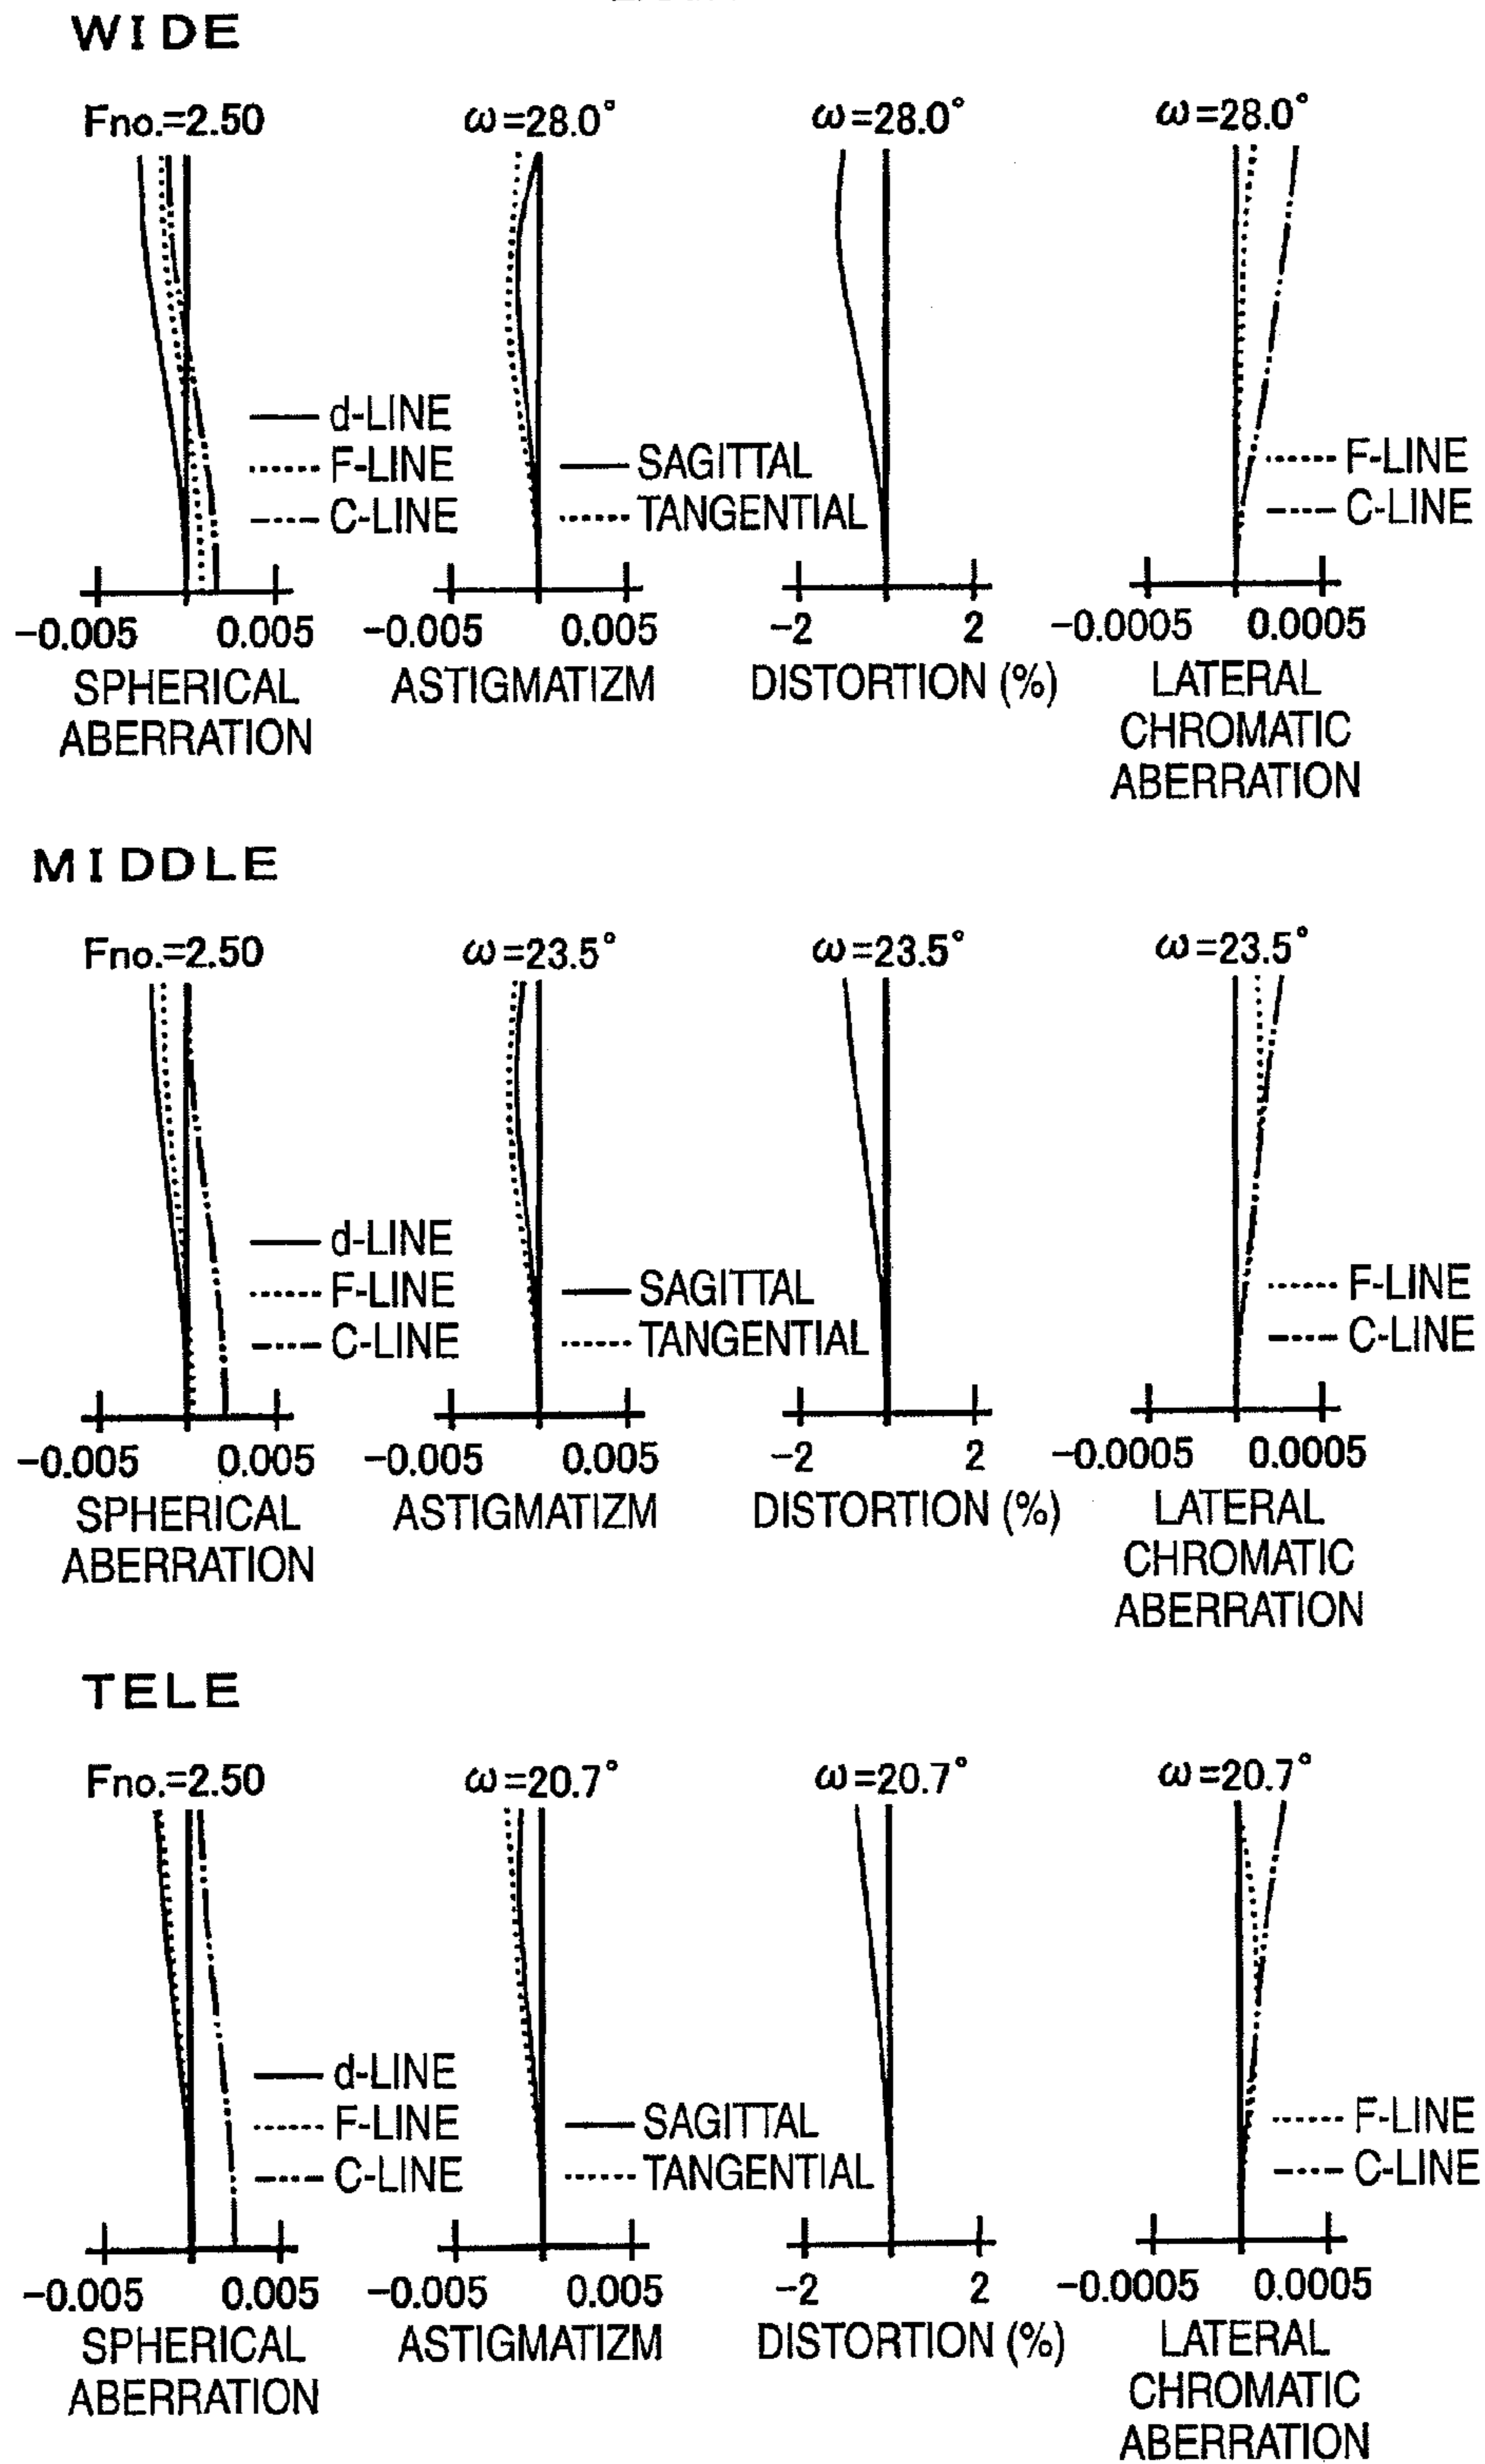 WIDE
Fno.=2.50
ω=28.0°
ω=28.0°
ω=28.0°
d-LINE
F-LINE
C-LINE
SAGITTAL
TANGENTIAL
F-LINE
C-LINE
-0.005 0.005
-0.005 0.005
-2 2
-0.0005 0.0005
SPHERICAL
ABERRATION
ASTIGMATIZM
DISTORTION (%)
LATERAL
CHROMATIC
ABERRATION
MIDDLE
Fno.=2.50
ω=23.5°
ω=23.5°
ω=23.5°
d-LINE
F-LINE
C-LINE
SAGITTAL
TANGENTIAL
F-LINE
C-LINE
-0.005 0.005
-0.005 0.005
-2 2
-0.0005 0.0005
SPHERICAL
ABERRATION
ASTIGMATIZM
DISTORTION (%)
LATERAL
CHROMATIC
ABERRATION
TELE
Fno.=2.50
ω=20.7°
ω=20.7°
ω=20.7°
d-LINE
F-LINE
C-LINE
SAGITTAL
TANGENTIAL
F-LINE
C-LINE
-0.005 0.005
-0.005 0.005
-2 2
-0.0005 0.0005
SPHERICAL
ABERRATION
ASTIGMATIZM
DISTORTION (%)
LATERAL
CHROMATIC
ABERRATION